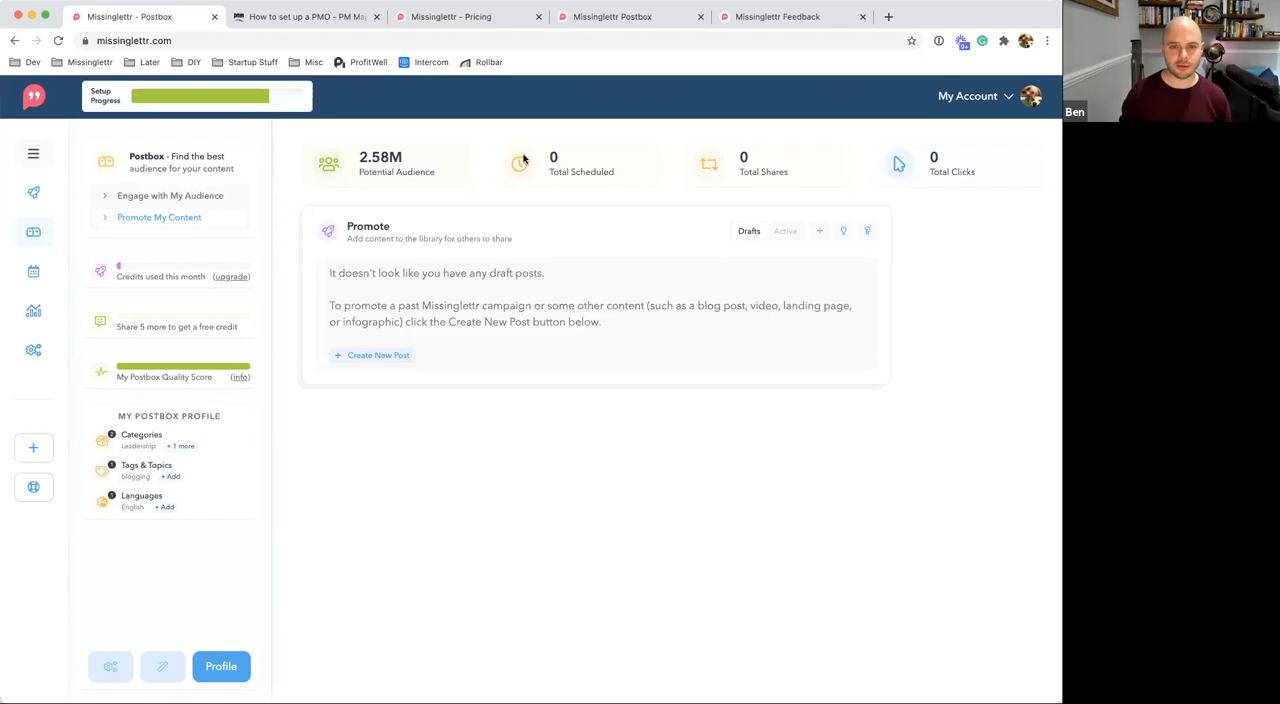 Missinglettr - Postbox
How to set up a PMO - PM Ma
Missinglettr - Pricing
Missinglettr Postbox
Missinglettr Feedback
missinglettr.com
9+
Dev
Missinglettr
Later
DIY
Startup Stuff
Misc
ProfitWell
Intercom
Rollbar
Setup
Progress
My Account
Ben
Postbox - Find the best
audience for your content
Engage with My Audience
Promote My Content
Credits used this month (upgrade)
Share 5 more to get a free credit
My Postbox Quality Score (info)
MY POSTBOX PROFILE
2 Categories
Leadership + 1 more
1 Tags & Topics
blogging + Add
1 Languages
English + Add
Profile
2.58M
Potential Audience
0
Total Scheduled
0
Total Shares
0
Total Clicks
Promote
Add content to the library for others to share
Drafts Active
It doesn't look like you have any draft posts.
To promote a past Missinglettr campaign or some other content (such as a blog post, video, landing page,
or infographic) click the Create New Post button below.
+ Create New Post